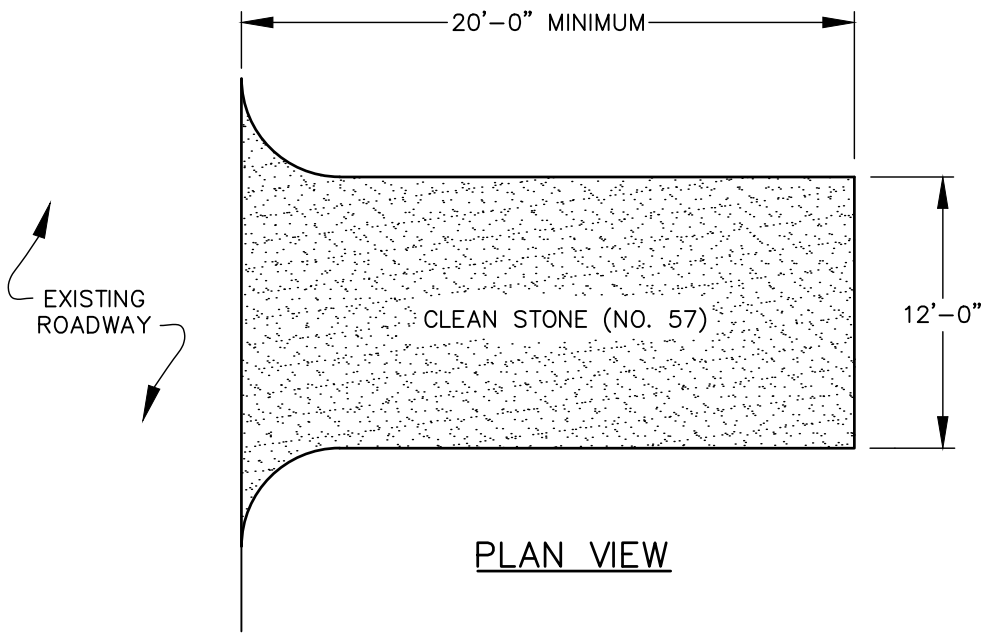 20'-0" MINIMUM
EXISTING
ROADWAY
CLEAN STONE (NO. 57)
12'-0"
PLAN VIEW